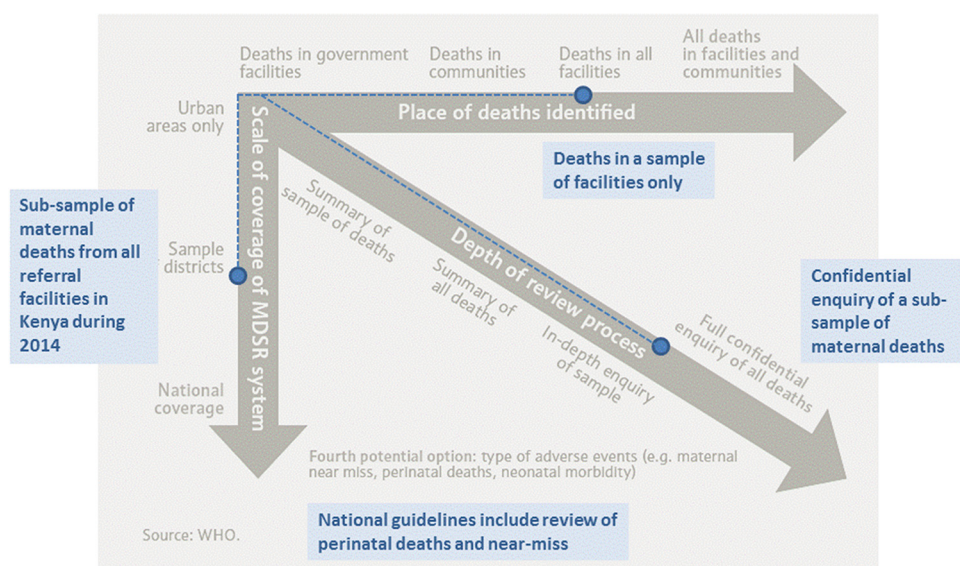 Deaths in government
facilities
Deaths in
communities
Deaths in all
facilities
All deaths
in facilities and
communities
Urban
areas only
Place of deaths identified
Scale of coverage of MDSR system
Deaths in a sample
of facilities only
Sub-sample of
maternal
deaths from all
referral
facilities in
Kenya during
2014
Sample
districts
Summary of
sample of deaths
Depth of review process
Summary of
all deaths
In-depth enquiry
of sample
Full confidential
enquiry of all deaths
Confidential
enquiry of a sub-
sample of
maternal deaths
National
coverage
Fourth potential option: type of adverse events (e.g. maternal
near miss, perinatal deaths, neonatal morbidity)
National guidelines include review of
perinatal deaths and near-miss
Source: WHO.